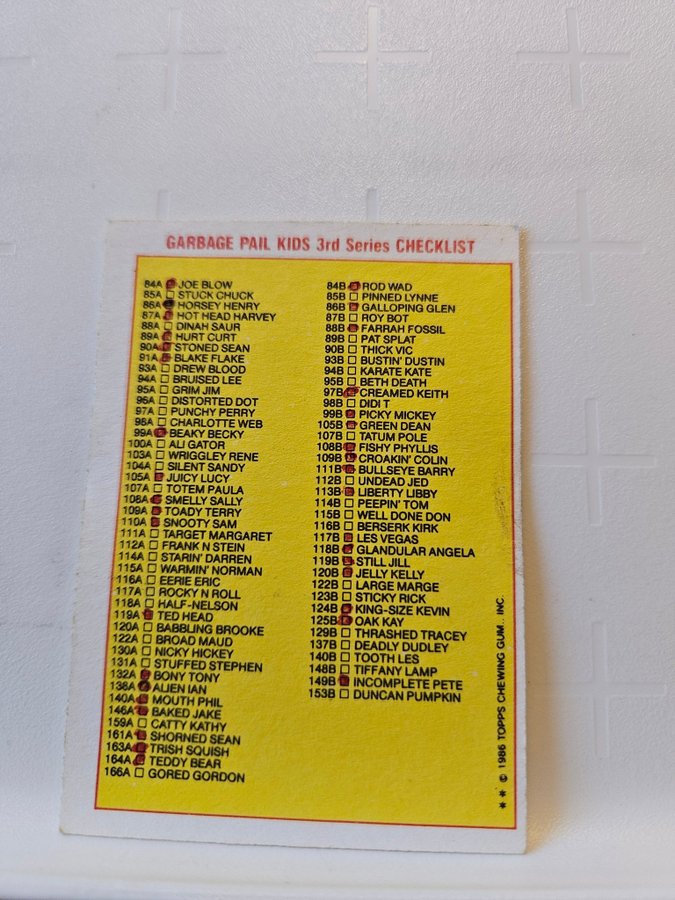 GARBAGE PAIL KIDS 3rd Series CHECKLIST
84A JOE BLOW
85A STUCK CHUCK
86A HORSEY HENRY
87A HOT HEAD HARVEY
88A DINAH SAUR
89A HURT CURT
90A STONED SEAN
91A BLAKE FLAKE
93A DREW BLOOD
94A BRUISED LEE
95A GRIM JIM
96A DISTORTED DOT
97A PUNCHY PERRY
98A CHARLOTTE WEB
99A BEAKY BECKY
100A ALI GATOR
103A WRIGGLEY RENE
104A SILENT SANDY
105A JUICY LUCY
107A TOTEM PAULA
108A SMELLY SALLY
109A TOADY TERRY
110A SNOOTY SAM
111A TARGET MARGARET
112A FRANK N STEIN
114A STARIN' DARREN
115A WARMIN' NORMAN
116A EERIE ERIC
117A ROCKY N ROLL
118A HALF-NELSON
119A TED HEAD
120A BABBLING BROOKE
122A BROAD MAUD
130A NICKY HICKEY
131A STUFFED STEPHEN
132A BONY TONY
138A ALIEN IAN
140A MOUTH PHIL
146A BAKED JAKE
159A CATTY KATHY
161A SHORNED SEAN
163A TRISH SQUISH
164A TEDDY BEAR
166A GORED GORDON
84B ROD WAD
85B PINNED LYNNE
86B GALLOPING GLEN
87B ROY BOT
88B FARRAH FOSSIL
89B PAT SPLAT
90B THICK VIC
93B BUSTIN' DUSTIN
94B KARATE KATE
95B BETH DEATH
97B CREAMED KEITH
98B DIDI T
99B PICKY MICKEY
105B GREEN DEAN
107B TATUM POLE
108B FISHY PHYLLIS
109B CROAKIN' COLIN
111B BULLSEYE BARRY
112B UNDEAD JED
113B LIBERTY LIBBY
114B PEEPIN' TOM
115B WELL DONE DON
116B BERSERK KIRK
117B LES VEGAS
118B GLANDULAR ANGELA
119B STILL JILL
120B JELLY KELLY
122B LARGE MARGE
123B STICKY RICK
124B KING-SIZE KEVIN
125B OAK KAY
129B THRASHED TRACEY
137B DEADLY DUDLEY
140B TOOTH LES
148B TIFFANY LAMP
149B INCOMPLETE PETE
153B DUNCAN PUMPKIN
** © 1986 TOPPS CHEWING GUM, INC.